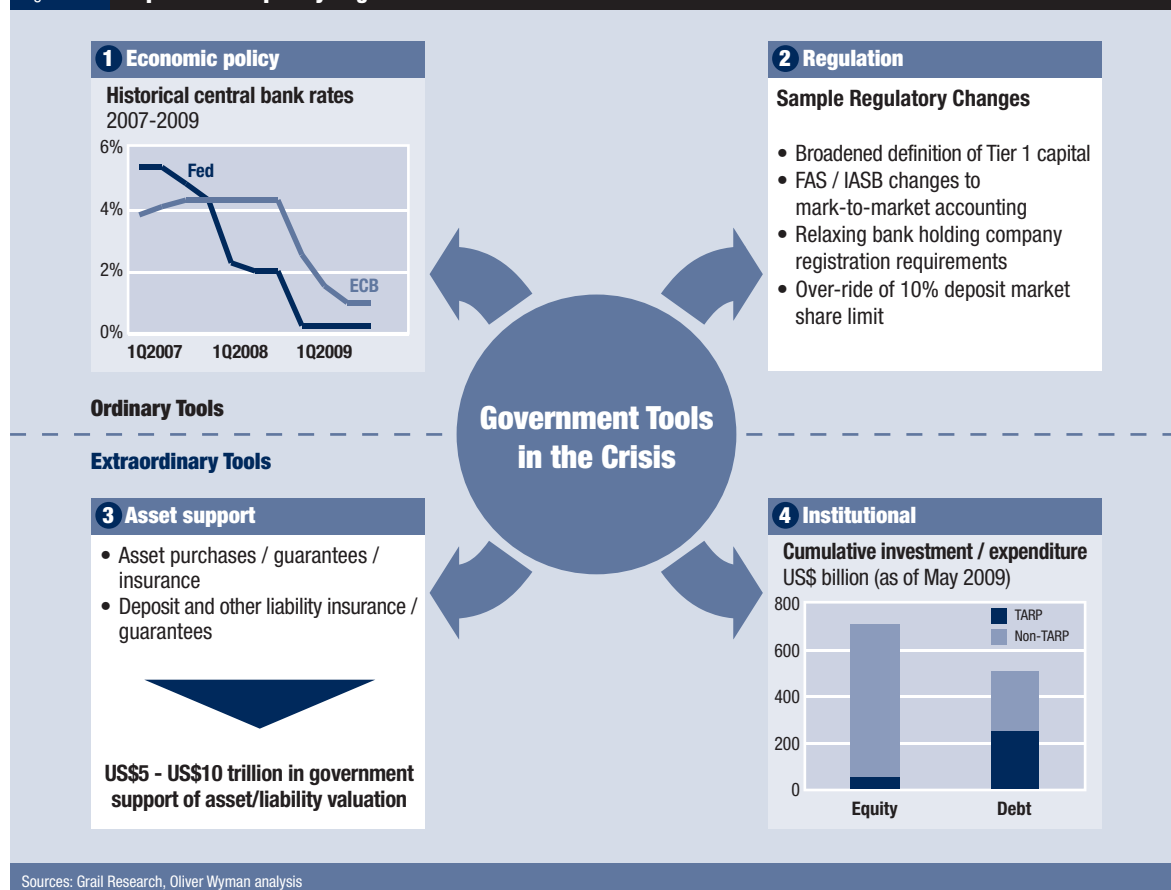 1 Economic policy
Historical central bank rates
2007-2009
6%
4%
2%
0%
Fed
ECB
1Q2007 1Q2008 1Q2009
2 Regulation
Sample Regulatory Changes
• Broadened definition of Tier 1 capital
• FAS / IASB changes to
mark-to-market accounting
• Relaxing bank holding company
registration requirements
• Over-ride of 10% deposit market
share limit
Ordinary Tools
Government Tools
in the Crisis
Extraordinary Tools
3 Asset support
• Asset purchases / guarantees /
insurance
• Deposit and other liability insurance /
guarantees
US$5 - US$10 trillion in government
support of asset/liability valuation
4 Institutional
Cumulative investment / expenditure
US$ billion (as of May 2009)
800
600
400
200
0
TARP
Non-TARP
Equity Debt
Sources: Grail Research, Oliver Wyman analysis